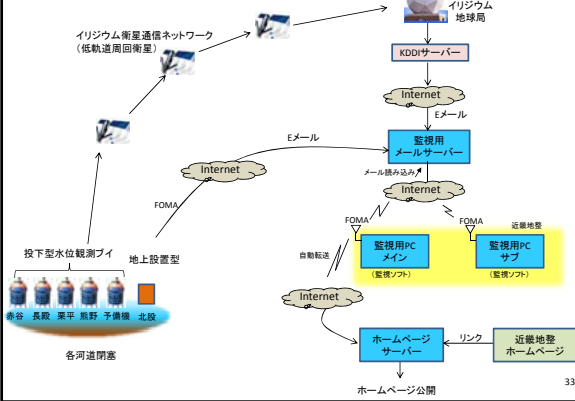 イリジウム
地球局
イリジウム衛星通信ネットワーク
（低軌道周回衛星）
KDDIサーバー
Internet
Eメール
Eメール
監視用
メールサーバー
Internet
メール読み込み
Internet
FOMA
FOMA
FOMA
近畿地整
投下型水位観測ブイ
地上設置型
自動転送
監視用PC
メイン
（監視ソフト）
監視用PC
サブ
（監視ソフト）
Internet
赤谷
長殿
栗平
熊野
予備機
北股
各河道閉塞
ホームページ
サーバー
リンク
近畿地整
ホームページ
ホームページ公開
33